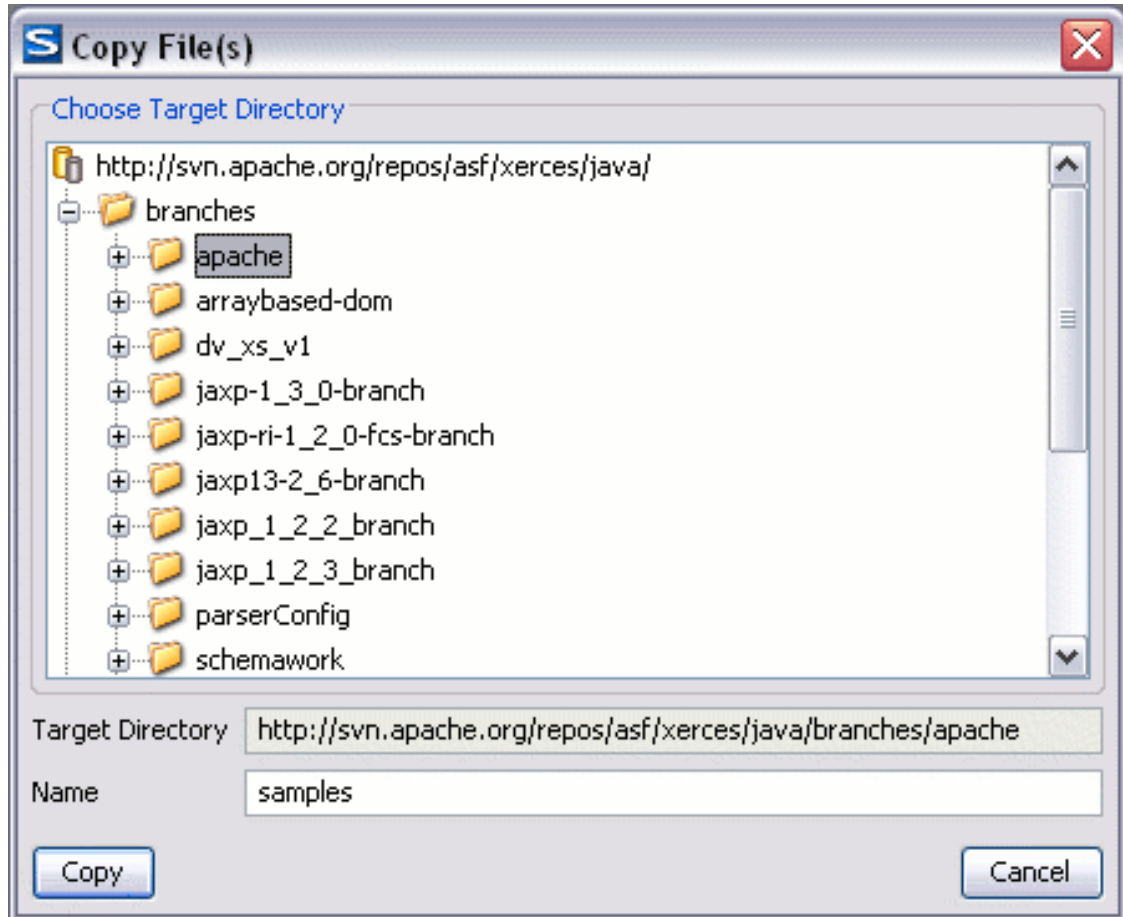 S Copy File(s)
Choose Target Directory
http://svn.apache.org/repos/asf/xerces/java/
branches
apache
arraybased-dom
dv_xs_v1
jaxp-1_3_0-branch
jaxp-ri-1_2_0-fcs-branch
jaxp13-2_6-branch
jaxp_1_2_2_branch
jaxp_1_2_3_branch
parserConfig
schemawork
Target Directory http://svn.apache.org/repos/asf/xerces/java/branches/apache
Name samples
Copy Cancel